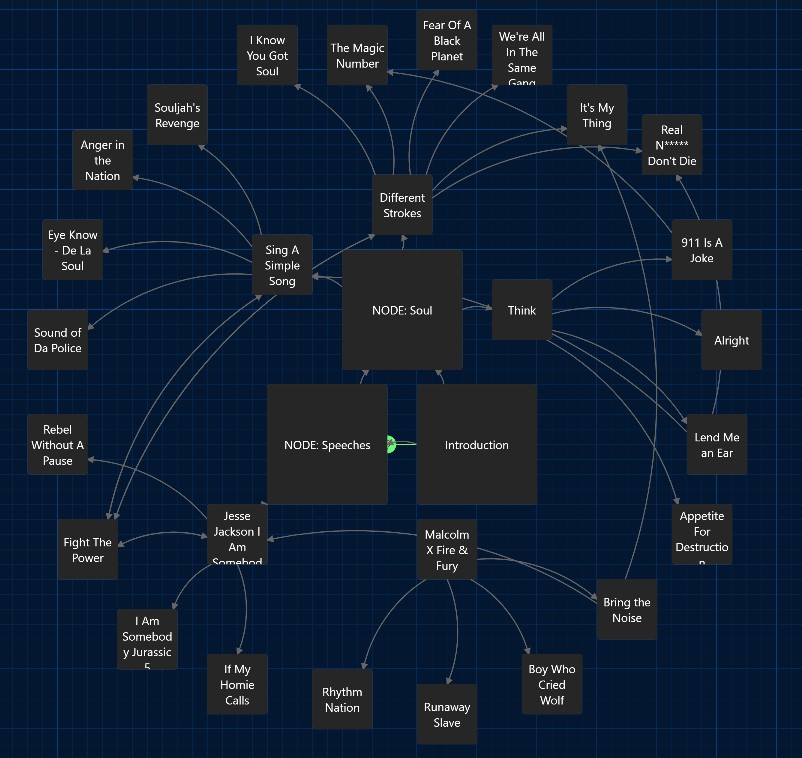 I Know
You Got
Soul
The Magic
Number
Fear Of A
Black
Planet
We're All
In The
Same
Gang
Souljah's
Revenge
It's My
Thing
Real
N*****
Don't Die
Anger in
the
Nation
Different
Strokes
Eye Know
- De La
Soul
Sing A
Simple
Song
911 Is A
Joke
NODE: Soul
Think
Sound of
Da Police
Alright
Rebel
Without A
Pause
NODE: Speeches
Introduction
Lend Me
an Ear
Fight The
Power
Jesse
Jackson I
Am
Somebod
Malcolm
X Fire &
Fury
Appetite
For
Destructio
n
Bring the
Noise
I Am
Somebod
y Jurassic
5
If My
Homie
Calls
Rhythm
Nation
Runaway
Slave
Boy Who
Cried
Wolf